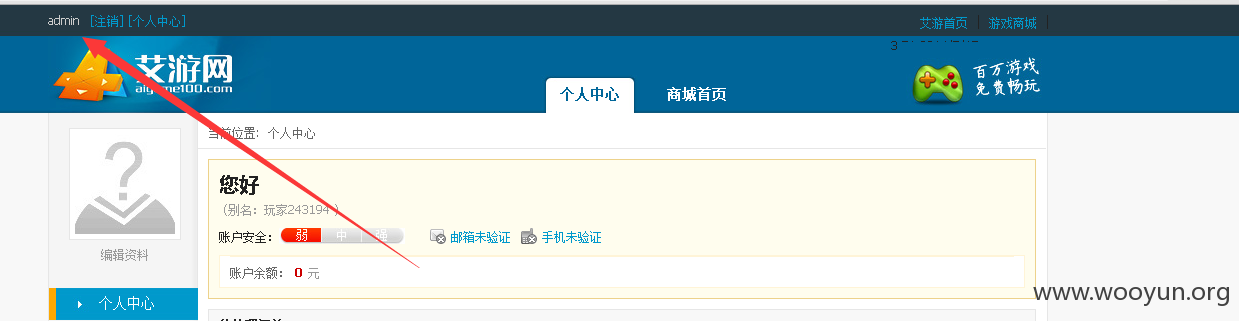 admin [注销] [个人中心]
艾游首页 游戏商城
艾游网
aigame100.com
百万游戏
免费畅玩
个人中心 商城首页
当前位置: 个人中心
您好
(别名: 玩家243194 )
账户安全: 弱 中 强 邮箱未验证 手机未验证
编辑资料
账户余额: 0 元
个人中心
www.wooyun.org